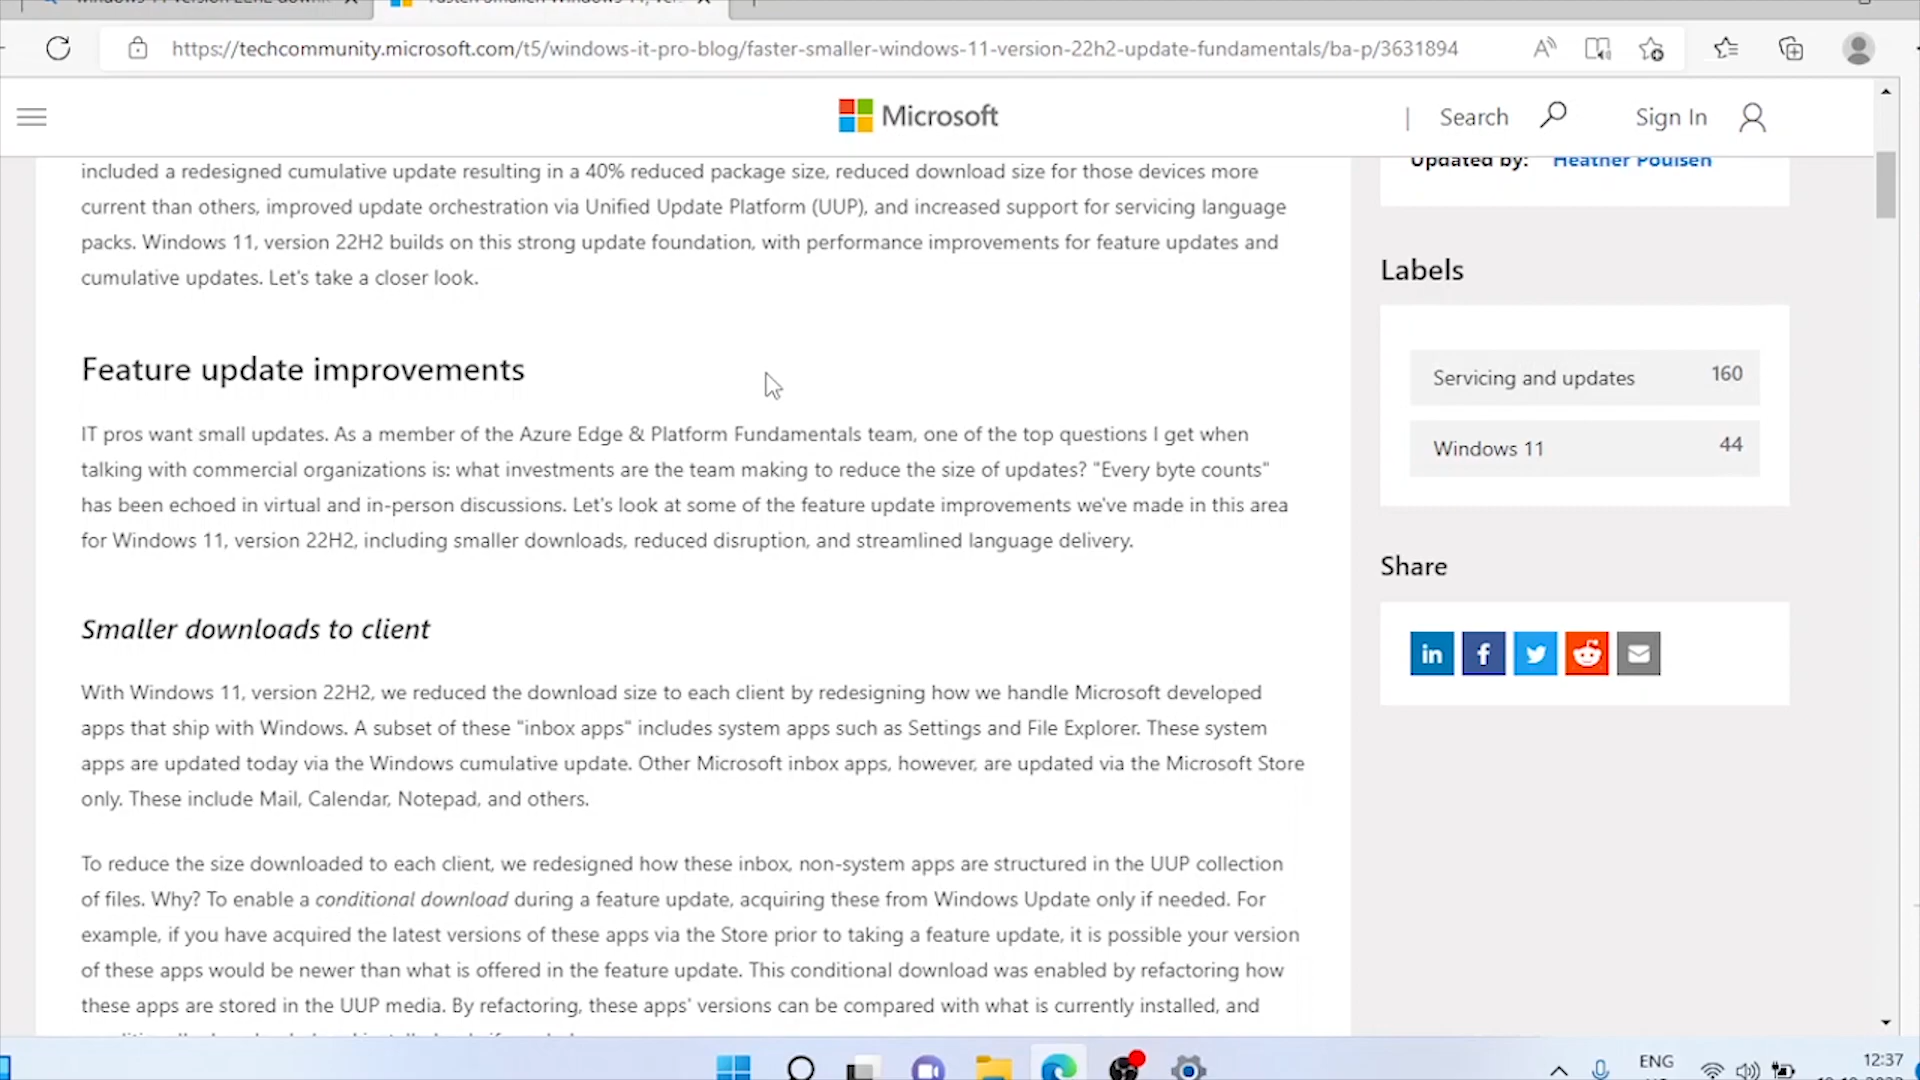 https://techcommunity.microsoft.com/t5/windows-it-pro-blog/faster-smaller-windows-11-version-22h2-update-fundamentals/ba-p/3631894
Microsoft
| Search
Sign In
included a redesigned cumulative update resulting in a 40% reduced package size, reduced download size for those devices more
current than others, improved update orchestration via Unified Update Platform (UUP), and increased support for servicing language
packs. Windows 11, version 22H2 builds on this strong update foundation, with performance improvements for feature updates and
cumulative updates. Let's take a closer look.
Feature update improvements
IT pros want small updates. As a member of the Azure Edge & Platform Fundamentals team, one of the top questions I get when
talking with commercial organizations is: what investments are the team making to reduce the size of updates? "Every byte counts"
has been echoed in virtual and in-person discussions. Let's look at some of the feature update improvements we've made in this area
for Windows 11, version 22H2, including smaller downloads, reduced disruption, and streamlined language delivery.
Smaller downloads to client
With Windows 11, version 22H2, we reduced the download size to each client by redesigning how we handle Microsoft developed
apps that ship with Windows. A subset of these "inbox apps" includes system apps such as Settings and File Explorer. These system
apps are updated today via the Windows cumulative update. Other Microsoft inbox apps, however, are updated via the Microsoft Store
only. These include Mail, Calendar, Notepad, and others.
To reduce the size downloaded to each client, we redesigned how these inbox, non-system apps are structured in the UUP collection
of files. Why? To enable a conditional download during a feature update, acquiring these from Windows Update only if needed. For
example, if you have acquired the latest versions of these apps via the Store prior to taking a feature update, it is possible your version
of these apps would be newer than what is offered in the feature update. This conditional download was enabled by refactoring how
these apps are stored in the UUP media. By refactoring, these apps' versions can be compared with what is currently installed, and
Updated by: Heather Poulsen
Labels
Servicing and updates 160
Windows 11 44
Share
in
f
ENG
12:37